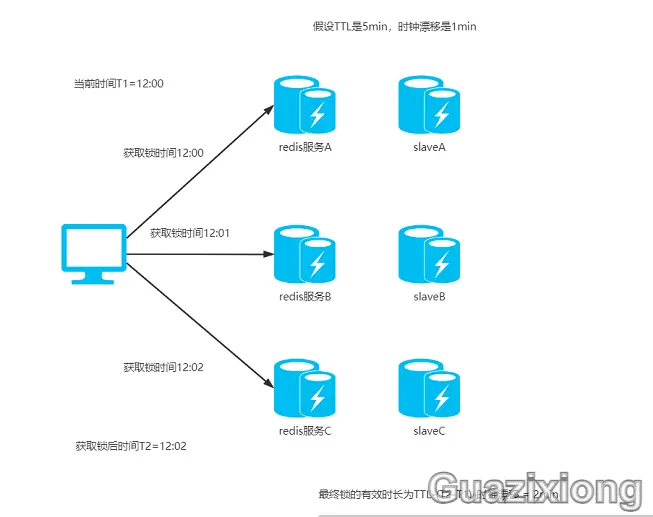 假设TTL是5min，时钟漂移是1min
当前时间T1=12:00
获取锁时间12:00
redis服务A
slaveA
获取锁时间12:01
redis服务B
slaveB
获取锁时间12:02
redis服务C
slaveC
获取锁后时间T2=12:02
最终锁的有效时长为TTL-(T2-T1)-时钟漂移 = 2min
Guazixiong